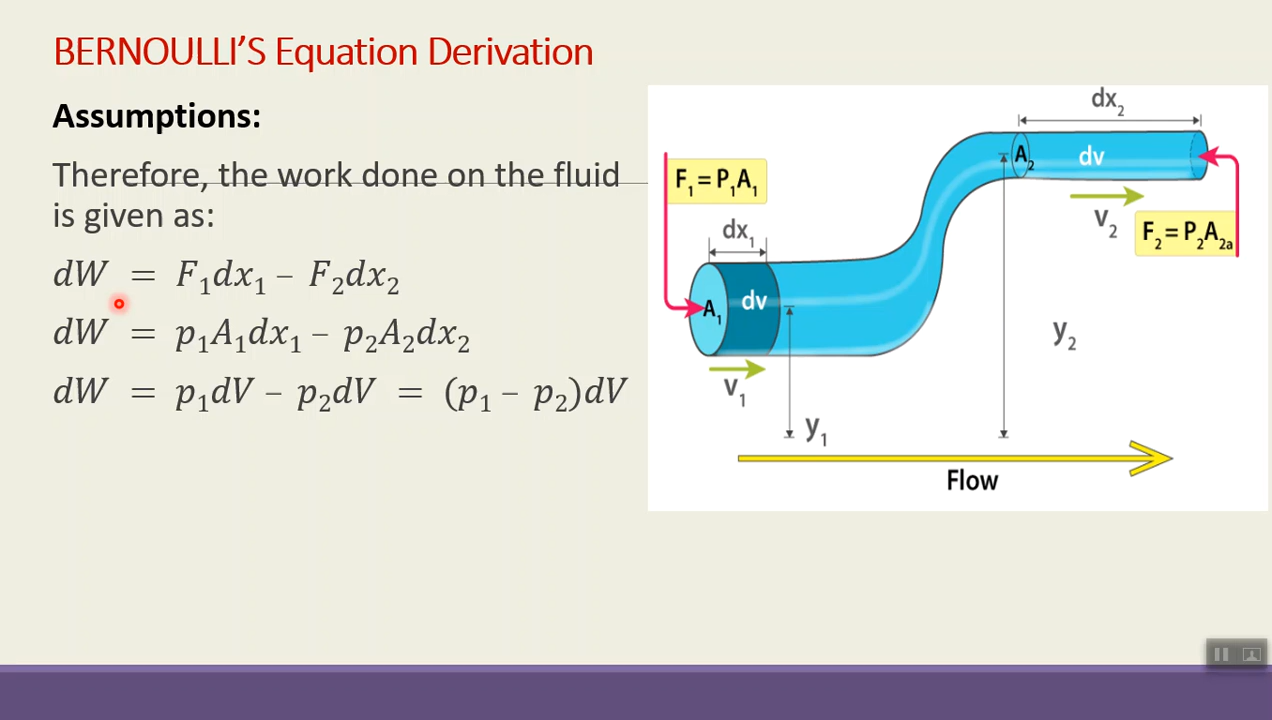 BERNOULLI’S Equation Derivation
Assumptions:
Therefore, the work done on the fluid
is given as:
dW = F₁dx₁ – F₂dx₂
dW = p₁A₁dx₁ – p₂A₂dx₂
dW = p₁dV – p₂dV = (p₁ – p₂)dV
dx₂
A₂
dv
F₁ = P₁A₁
v₂
F₂ = P₂A₂ₐ
dx₁
A₁
dv
y₂
v₁
y₁
Flow